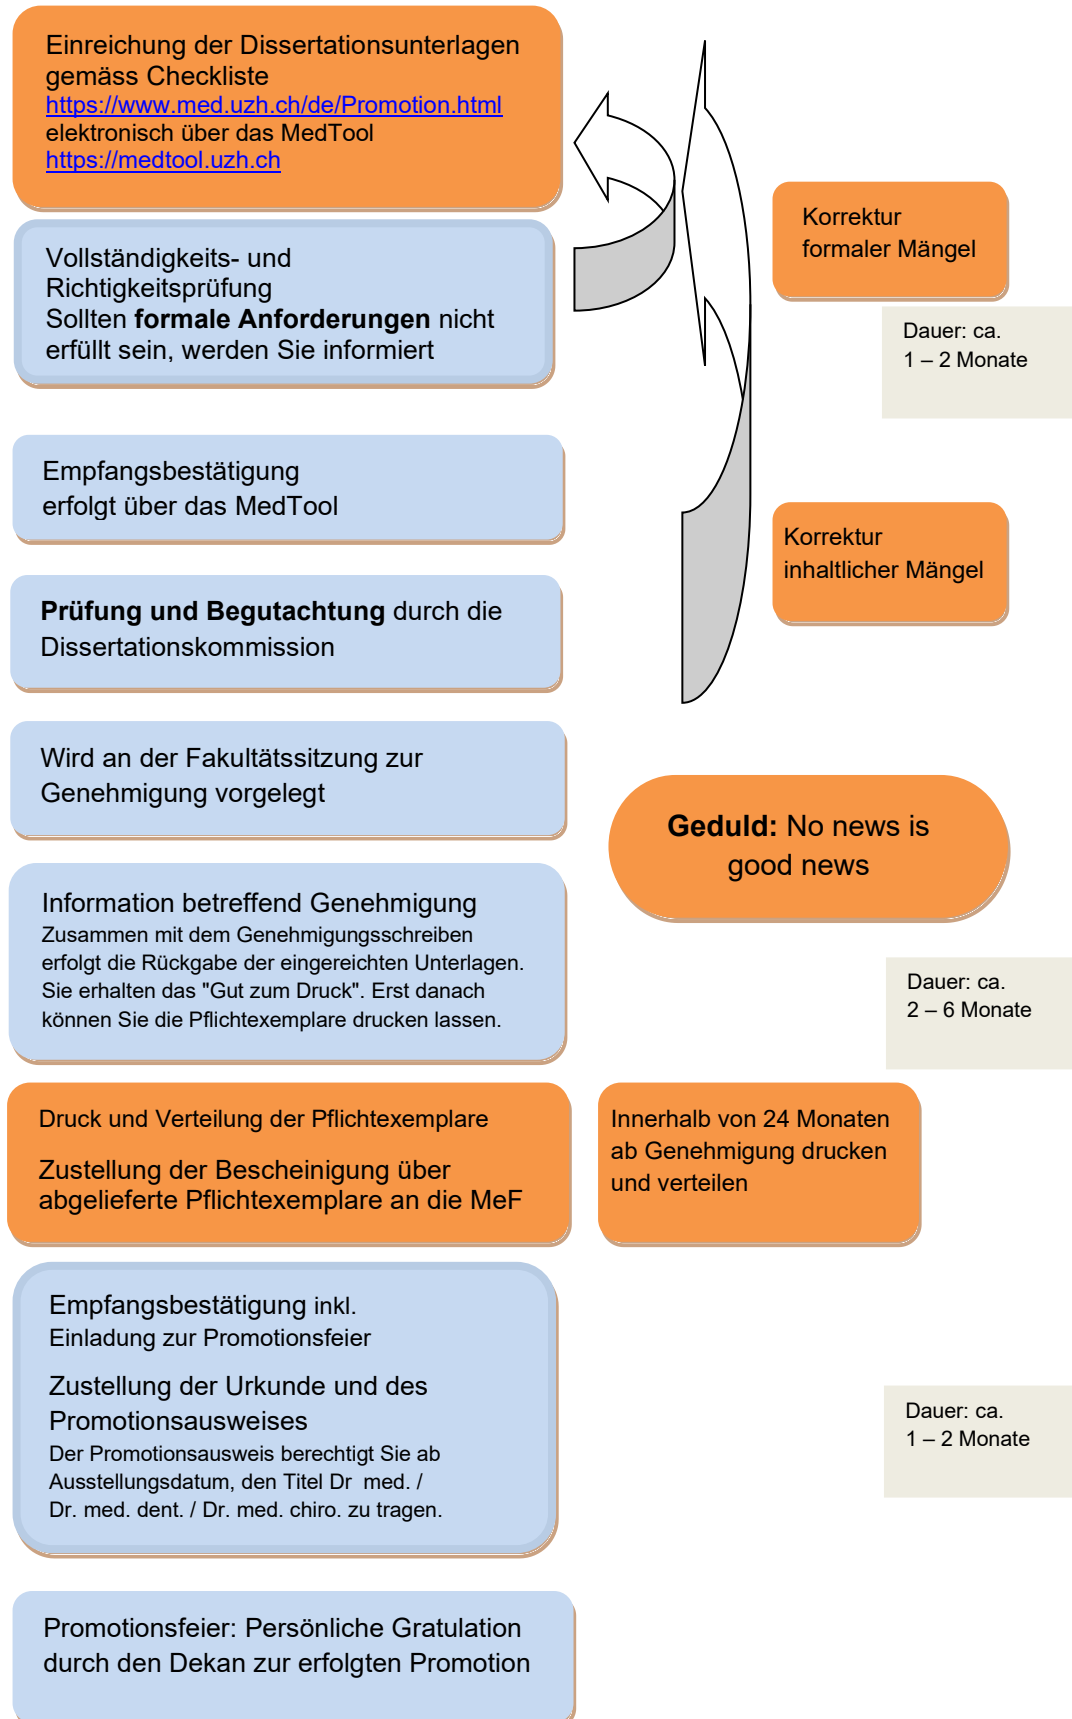 Einreichung der Dissertationsunterlagen
gemäss Checkliste
https://www.med.uzh.ch/de/Promotion.html
elektronisch über das MedTool
https://medtool.uzh.ch
Korrektur
formaler Mängel
Vollständigkeits- und
Richtigkeitsprüfung
Sollten formale Anforderungen nicht
erfüllt sein, werden Sie informiert
Dauer: ca.
1 – 2 Monate
Empfangsbestätigung
erfolgt über das MedTool
Korrektur
inhaltlicher Mängel
Prüfung und Begutachtung durch die
Dissertationskommission
Wird an der Fakultätssitzung zur
Genehmigung vorgelegt
Geduld: No news is
good news
Information betreffend Genehmigung
Zusammen mit dem Genehmigungsschreiben
erfolgt die Rückgabe der eingereichten Unterlagen.
Sie erhalten das "Gut zum Druck". Erst danach
können Sie die Pflichtexemplare drucken lassen.
Dauer: ca.
2 – 6 Monate
Druck und Verteilung der Pflichtexemplare
Zustellung der Bescheinigung über
abgelieferte Pflichtexemplare an die MeF
Innerhalb von 24 Monaten
ab Genehmigung drucken
und verteilen
Empfangsbestätigung inkl.
Einladung zur Promotionsfeier
Zustellung der Urkunde und des
Promotionsausweises
Der Promotionsausweis berechtigt Sie ab
Ausstellungsdatum, den Titel Dr med. /
Dr. med. dent. / Dr. med. chiro. zu tragen.
Dauer: ca.
1 – 2 Monate
Promotionsfeier: Persönliche Gratulation
durch den Dekan zur erfolgten Promotion